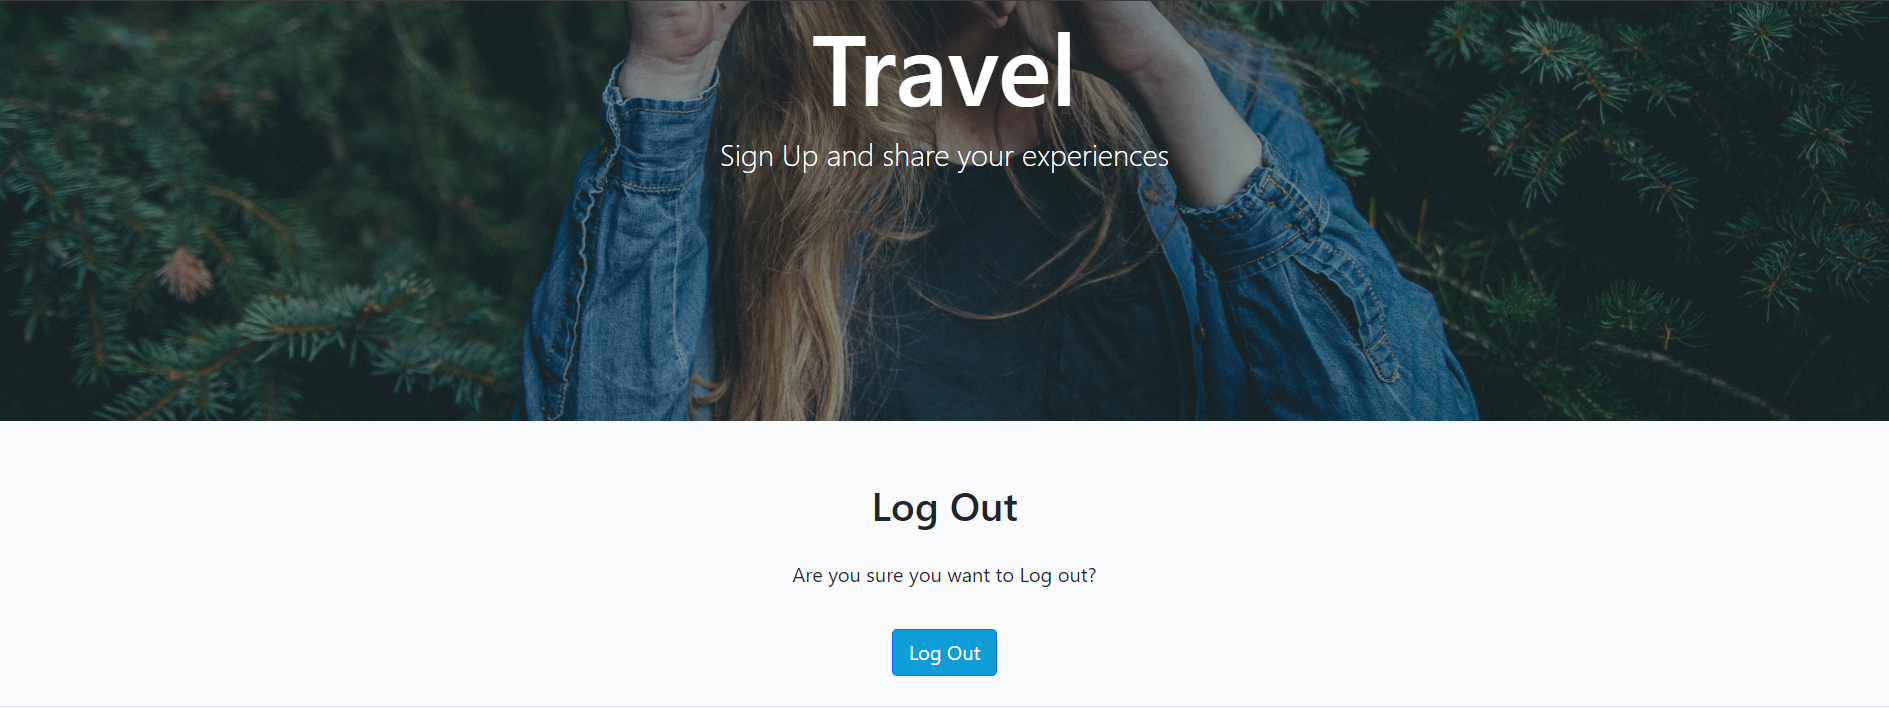 Travel
Sign Up and share your experiences
Log Out
Are you sure you want to Log out?
Log Out